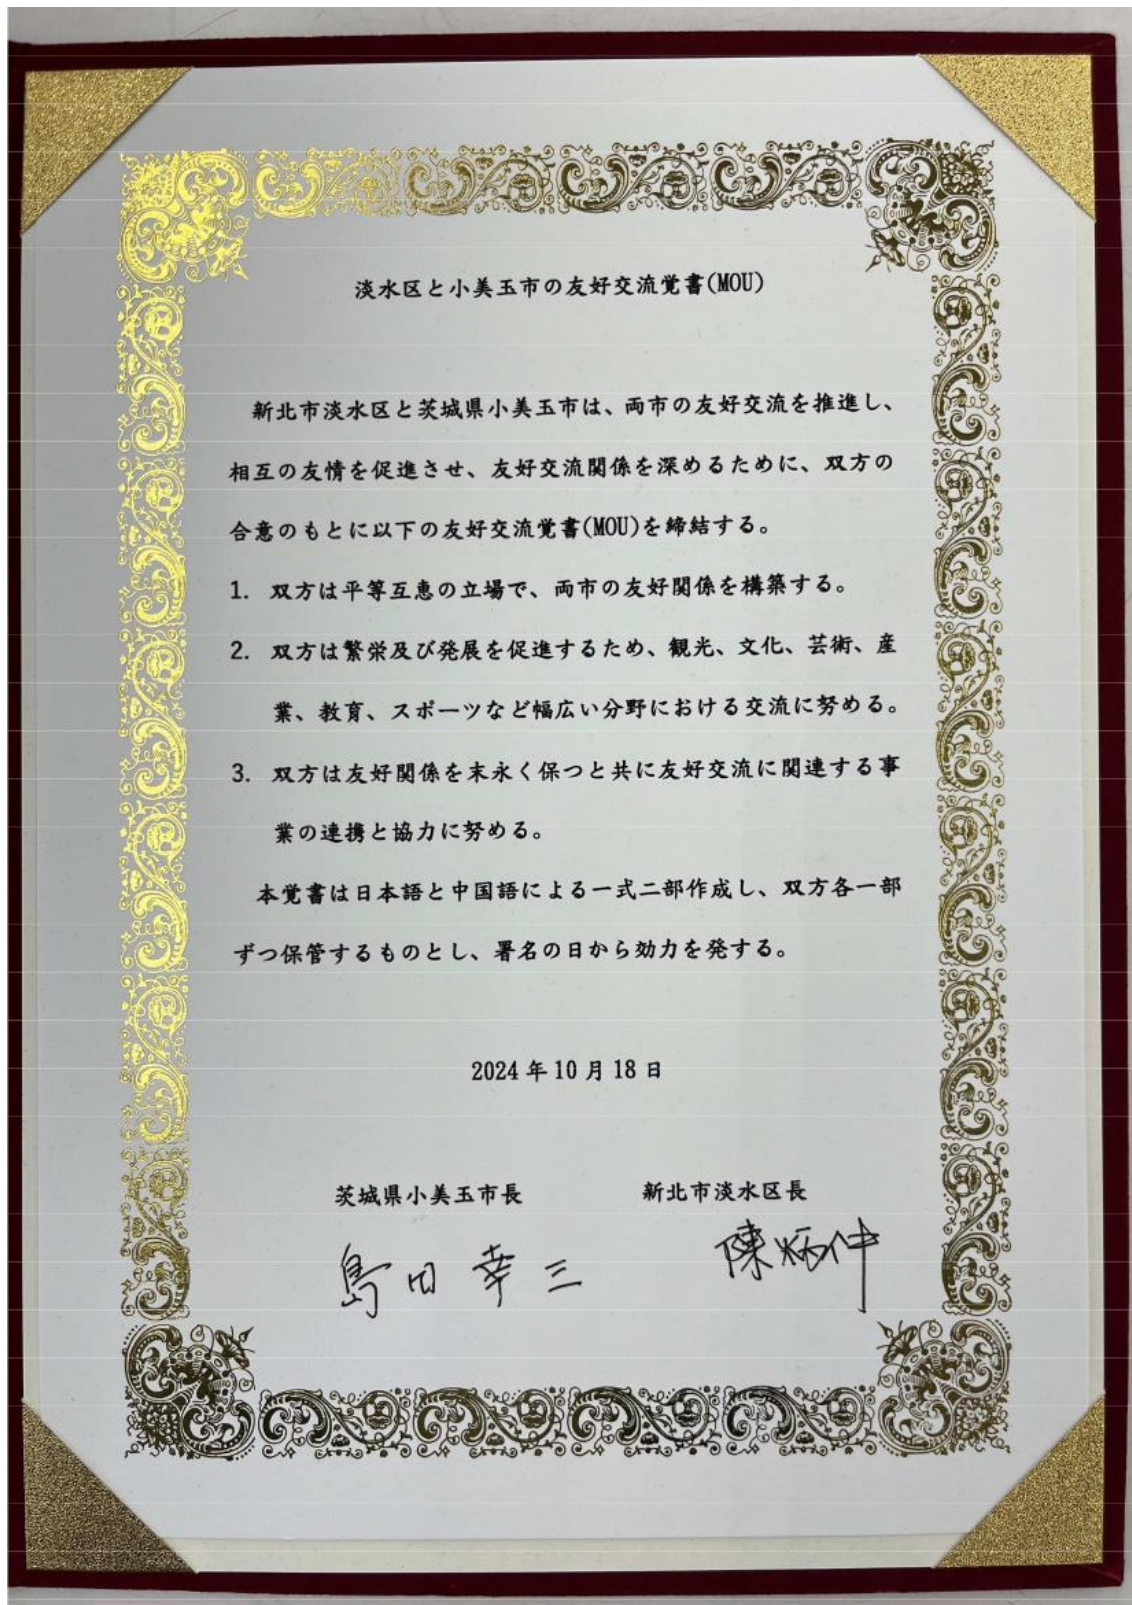 淡水区と小美玉市の友好交流覚書(MOU)
新北市淡水区と茨城県小美玉市は、両市の友好交流を推進し、
相互の友情を促進させ、友好交流関係を深めるために、双方の
合意のもとに以下の友好交流覚書(MOU)を締結する。
1. 双方は平等互恵の立場で、両市の友好関係を構築する。
2. 双方は繁栄及び発展を促進するため、観光、文化、芸術、産
業、教育、スポーツなど幅広い分野における交流に努める。
3. 双方は友好関係を末永く保つと共に友好交流に関連する事
業の連携と協力に努める。
本覚書は日本語と中国語による一式二部作成し、双方各一部
ずつ保管するものとし、署名の日から効力を発する。
2024年10月18日
茨城県小美玉市長 新北市淡水区長
島田幸三 陳炳仲